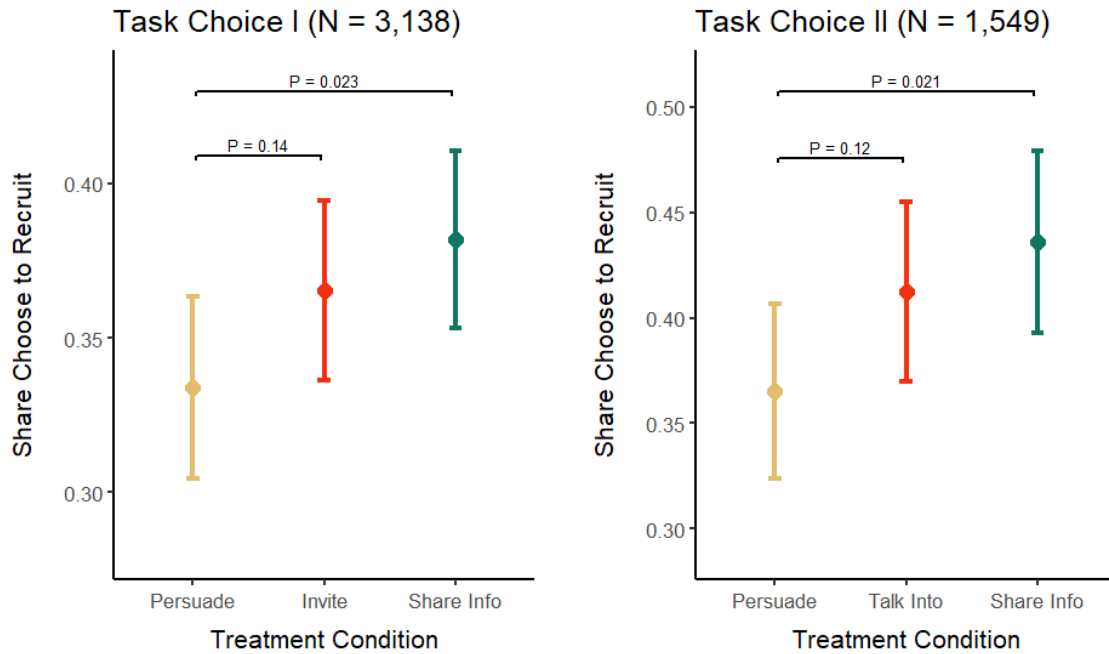 Task Choice I (N = 3,138)
P = 0.023
P = 0.14
0.40
0.35
0.30
Share Choose to Recruit
Persuade Invite Share Info
Treatment Condition
Task Choice II (N = 1,549)
P = 0.021
P = 0.12
0.50
0.45
0.40
0.35
0.30
Share Choose to Recruit
Persuade Talk Into Share Info
Treatment Condition